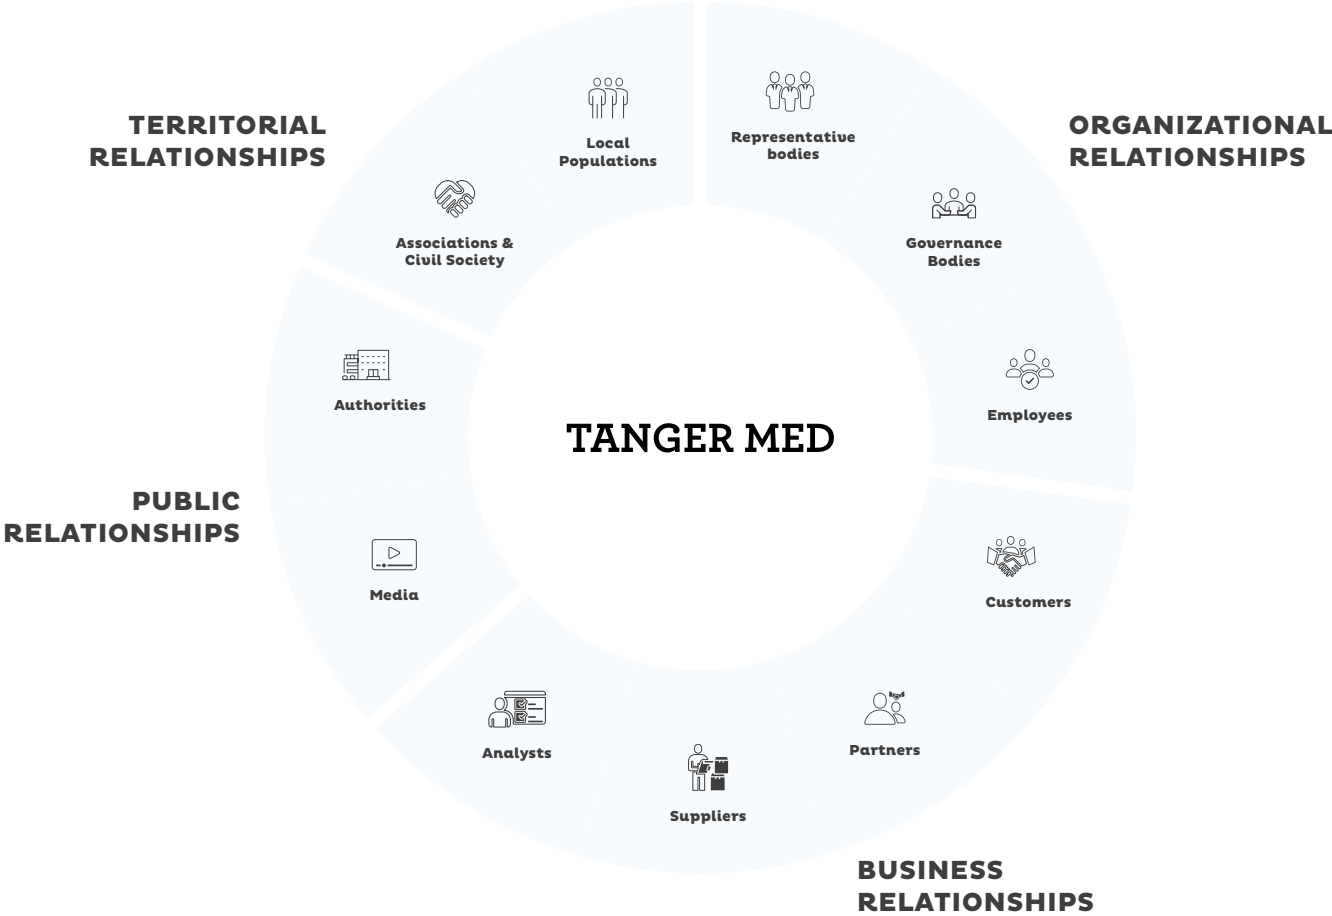 TERRITORIAL
RELATIONSHIPS
ORGANIZATIONAL
RELATIONSHIPS
Local
Populations
Representative
bodies
Associations &
Civil Society
Governance
Bodies
Authorities
Employees
TANGER MED
PUBLIC
RELATIONSHIPS
Media
Customers
Analysts
Partners
Suppliers
BUSINESS
RELATIONSHIPS